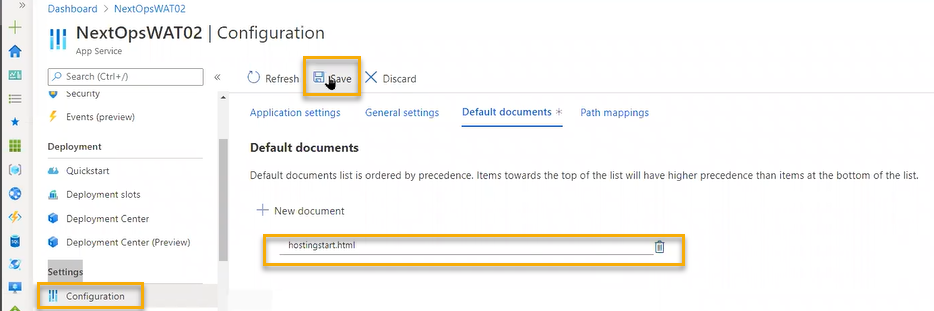 Dashboard > NextOpsWAT02 >
NextOpsWAT02 | Configuration
App Service
Search (Ctrl+/)
«
Security
Events (preview)
Deployment
Quickstart
Deployment slots
Deployment Center
Deployment Center (Preview)
Settings
Configuration
Refresh
Save
Discard
Application settings
General settings
Default documents *
Path mappings
Default documents
Default documents list is ordered by precedence. Items towards the top of the list will have higher precedence than items at the bottom of the list.
New document
hostingstart.html